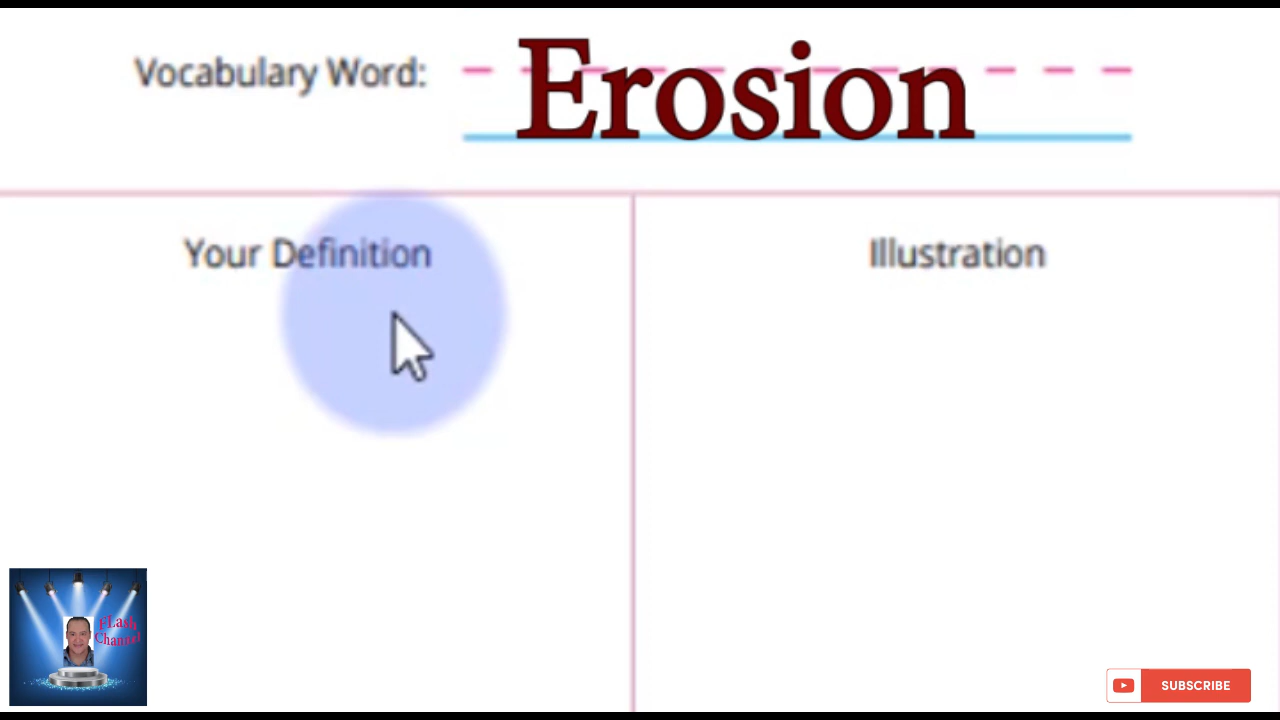 Vocabulary Word: Erosion
Your Definition
Illustration
FLash
Channel
SUBSCRIBE